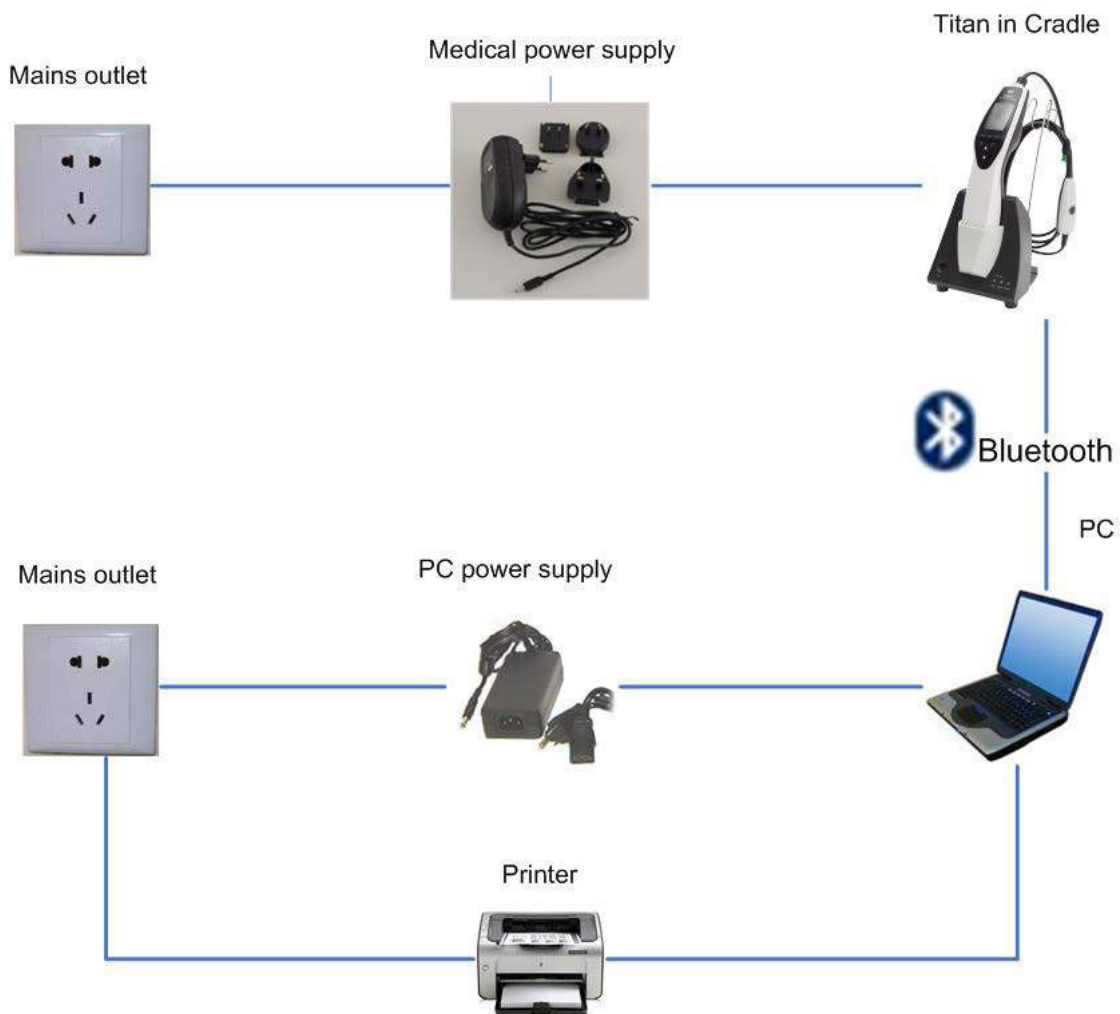 Titan in Cradle
Medical power supply
Mains outlet
Bluetooth
PC
PC power supply
Mains outlet
Printer